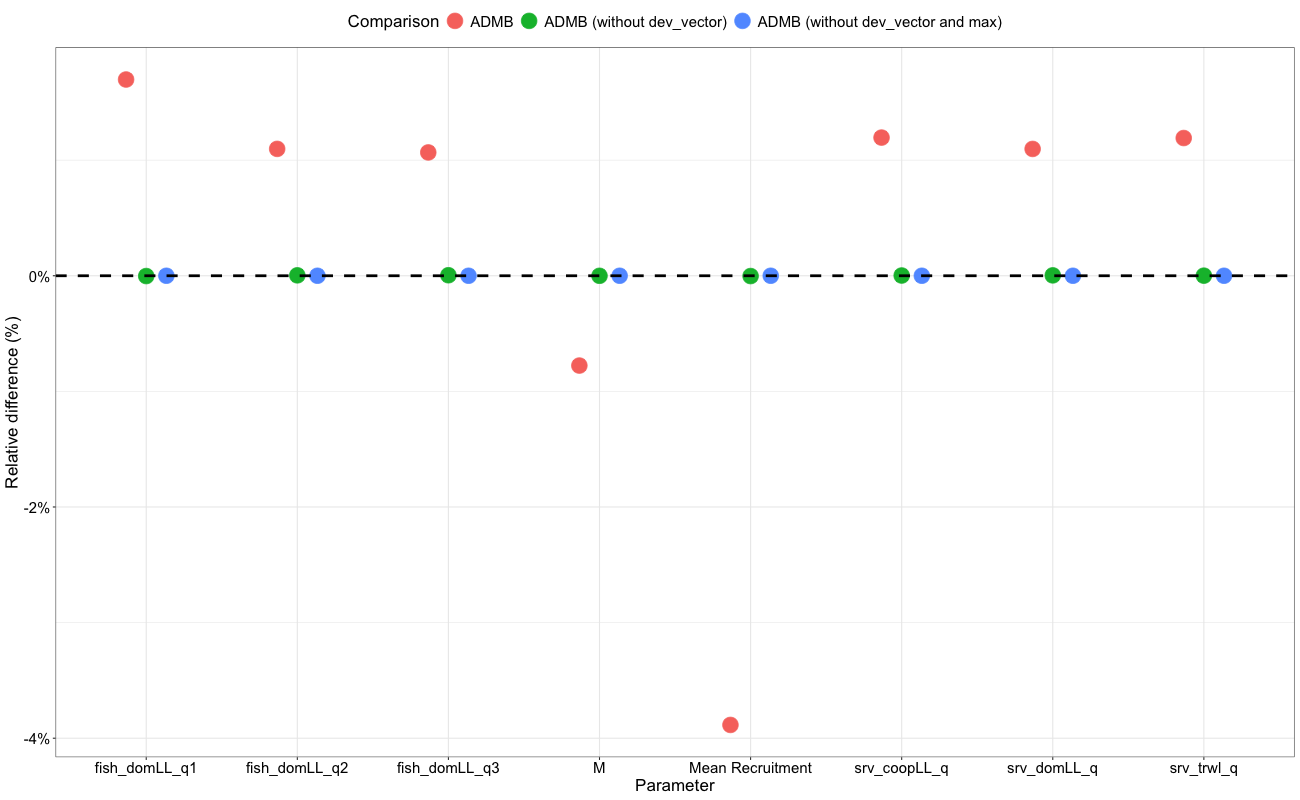 Comparison ADMB ADMB (without dev_vector) ADMB (without dev_vector and max)
Relative difference (%)
0%
-2%
-4%
fish_domLL_q1 fish_domLL_q2 fish_domLL_q3 M Mean Recruitment srv_coopLL_q srv_domLL_q srv_trwl_q
Parameter